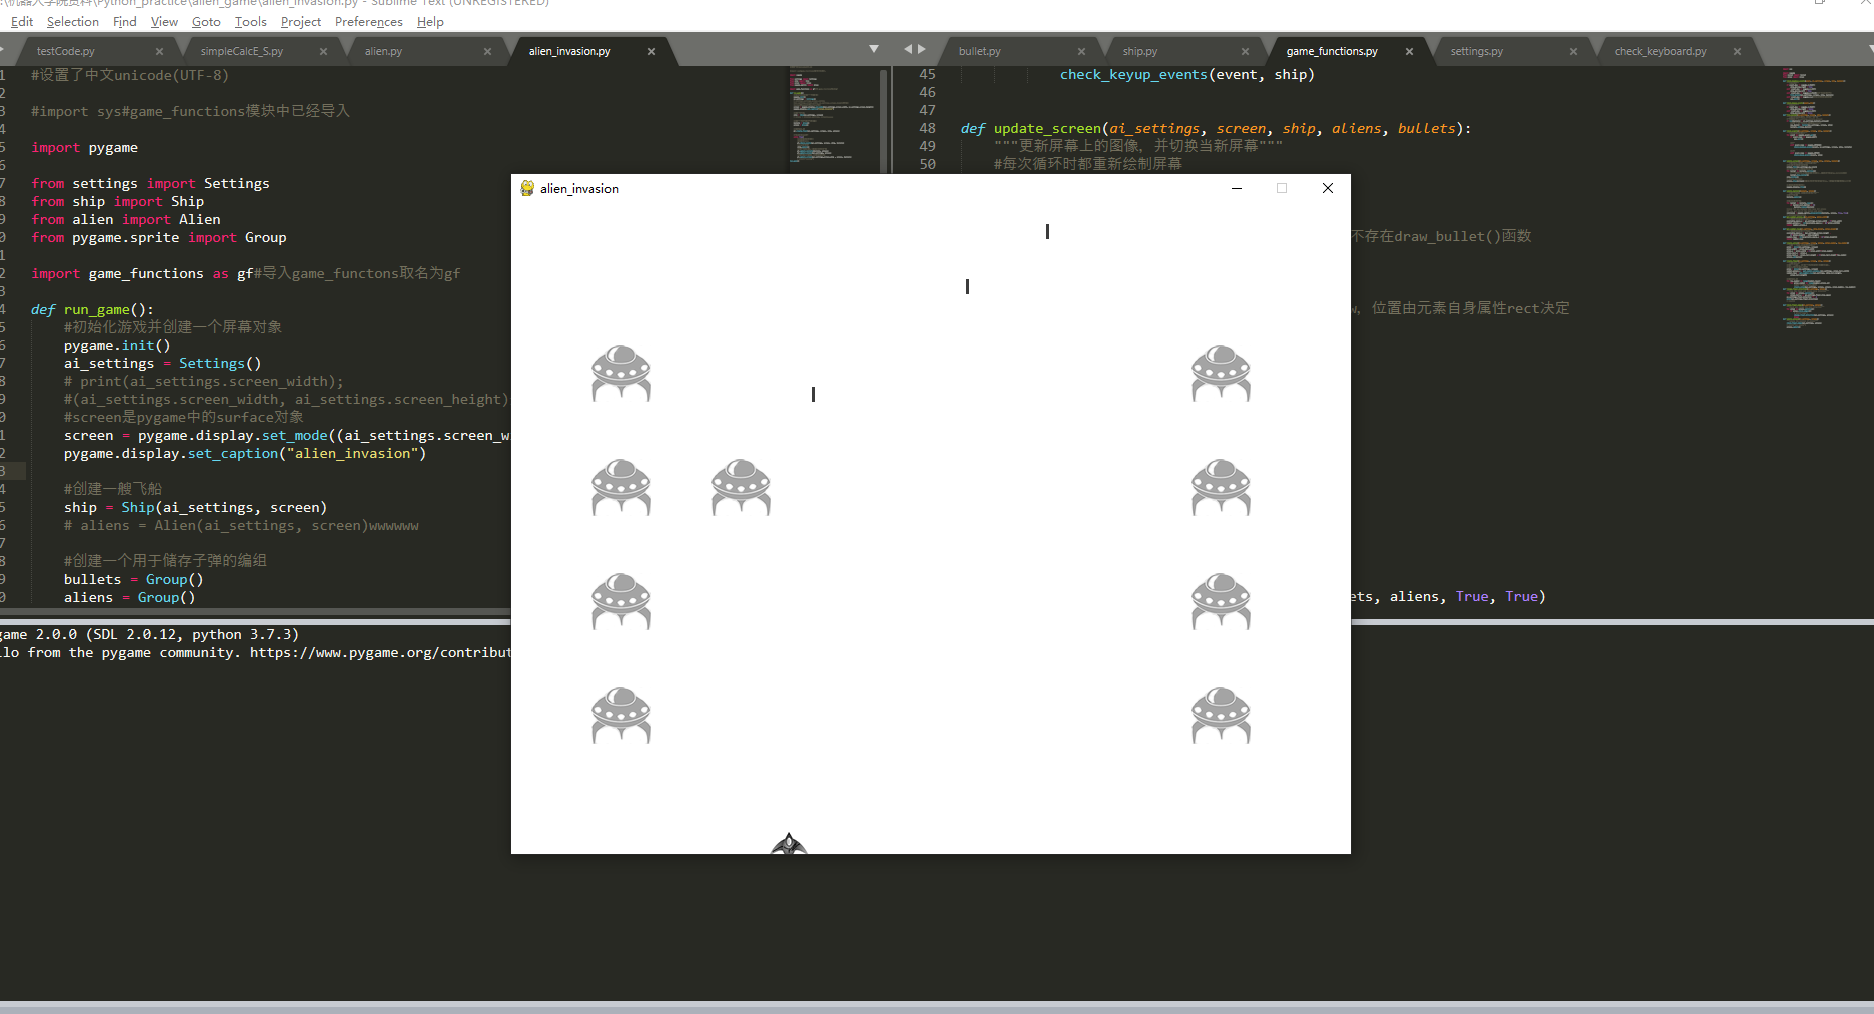 :\机器人学院资料\Python_practice\alien_game\alien_invasion.py - Sublime Text (UNREGISTERED)
Edit Selection Find View Goto Tools Project Preferences Help
testCode.py simpleCalcE_S.py alien.py alien_invasion.py
bullet.py ship.py game_functions.py settings.py check_keyboard.py
1 #设置了中文unicode(UTF-8)
2
3 #import sys#game_functions模块中已经导入
4
5 import pygame
6
7 from settings import Settings
8 from ship import Ship
9 from alien import Alien
0 from pygame.sprite import Group
1
2 import game_functions as gf#导入game_functons取名为gf
3
4 def run_game():
5 #初始化游戏并创建一个屏幕对象
6 pygame.init()
7 ai_settings = Settings()
8 # print(ai_settings.screen_width);
9 #(ai_settings.screen_width, ai_settings.screen_height)
0 #screen是pygame中的surface对象
1 screen = pygame.display.set_mode((ai_settings.screen_w
2 pygame.display.set_caption("alien_invasion")
3
4 #创建一艘飞船
5 ship = Ship(ai_settings, screen)
6 # aliens = Alien(ai_settings, screen)wwwwww
7
8 #创建一个用于储存子弹的编组
9 bullets = Group()
0 aliens = Group()
45 check_keyup_events(event, ship)
46
47
48 def update_screen(ai_settings, screen, ship, aliens, bullets):
49 """更新屏幕上的图像, 并切换当新屏幕"""
50 #每次循环时都重新绘制屏幕
不存在draw_bullet()函数
, 位置由元素自身属性rect决定
ets, aliens, True, True)
alien_invasion
game 2.0.0 (SDL 2.0.12, python 3.7.3)
llo from the pygame community. https://www.pygame.org/contribut